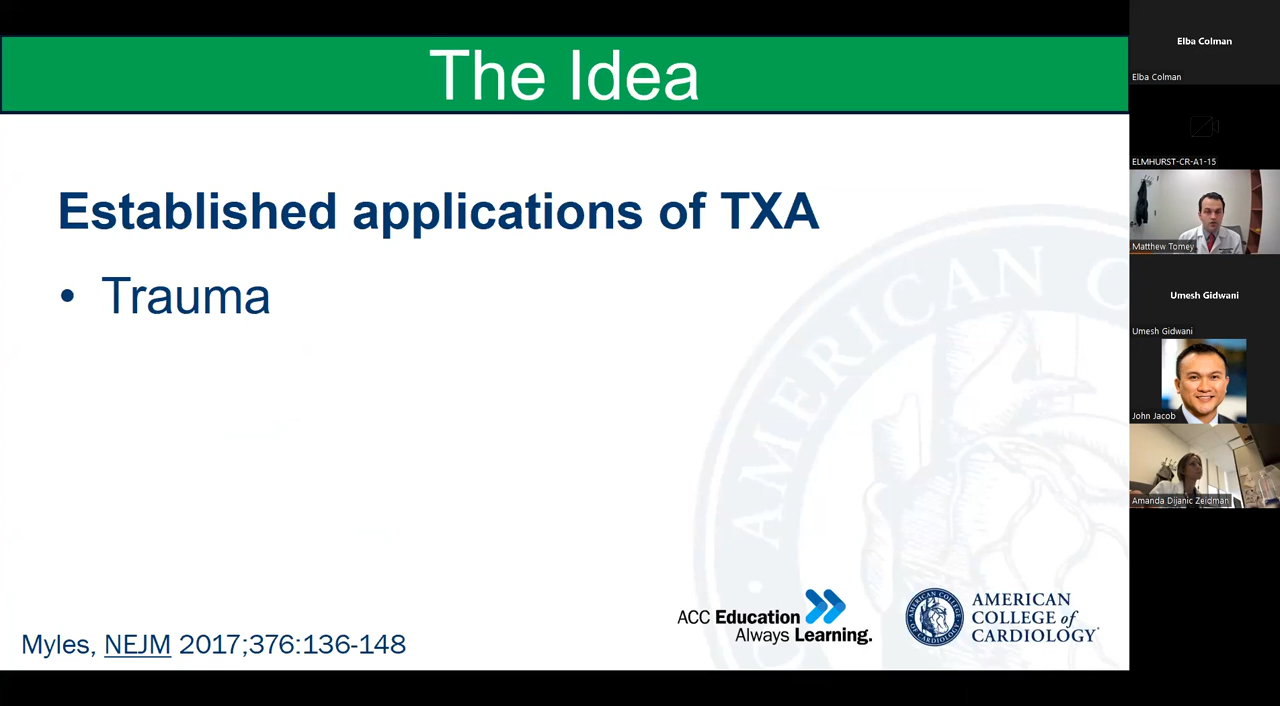 The Idea
Established applications of TXA
• Trauma
Myles, NEJM 2017;376:136-148
ACC Education
Always Learning.
AMERICAN
COLLEGE of
CARDIOLOGY
AMERICAN C
Elba Colman
Elba Colman
ELMHURST-CR-A1-15
Matthew Tomey
Umesh Gidwani
Umesh Gidwani
John Jacob
Amanda Dijanic Zeidman